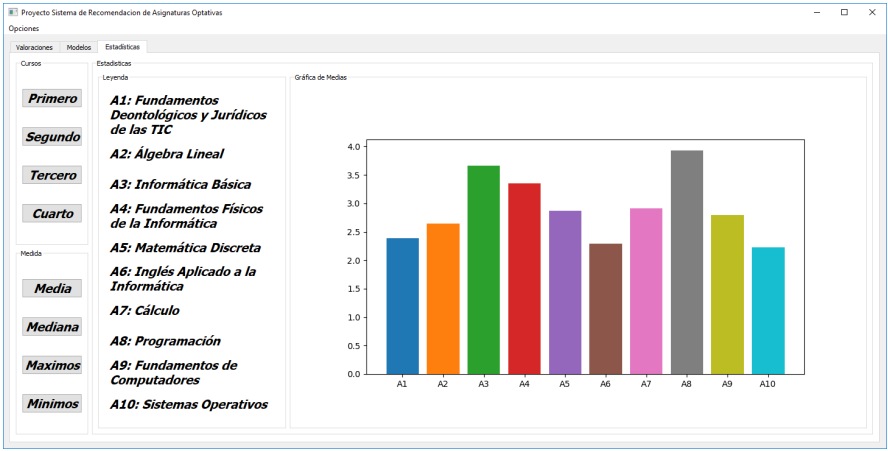 Proyecto Sistema de Recomendacion de Asignaturas Optativas
Opciones
Valoraciones
Modelos
Estadísticas
Cursos
Primero
Segundo
Tercero
Cuarto
Medida
Media
Mediana
Maximos
Minimos
Estadísticas
Leyenda
A1: Fundamentos
Deontológicos y Jurídicos
de las TIC
A2: Álgebra Lineal
A3: Informática Básica
A4: Fundamentos Físicos
de la Informática
A5: Matemática Discreta
A6: Inglés Aplicado a la
Informática
A7: Cálculo
A8: Programación
A9: Fundamentos de
Computadores
A10: Sistemas Operativos
Gráfica de Medias
4.0
3.5
3.0
2.5
2.0
1.5
1.0
0.5
0.0
A1 A2 A3 A4 A5 A6 A7 A8 A9 A10